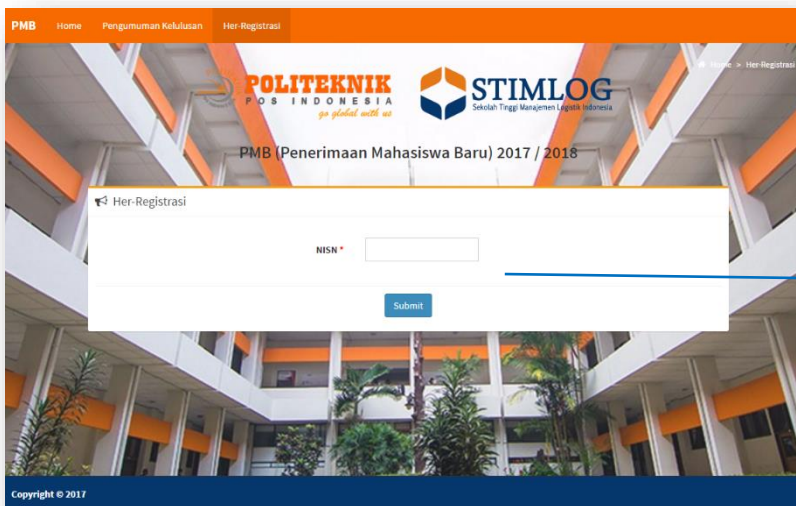 PMB Home Pengumuman Kelulusan Her-Registrasi
Home > Her-Registrasi
POLITEKNIK
POS INDONESIA
go global with us
STIMLOG
Sekolah Tinggi Manajemen Logistik Indonesia
PMB (Penerimaan Mahasiswa Baru) 2017 / 2018
Her-Registrasi
NISN *
Submit
Copyright © 2017